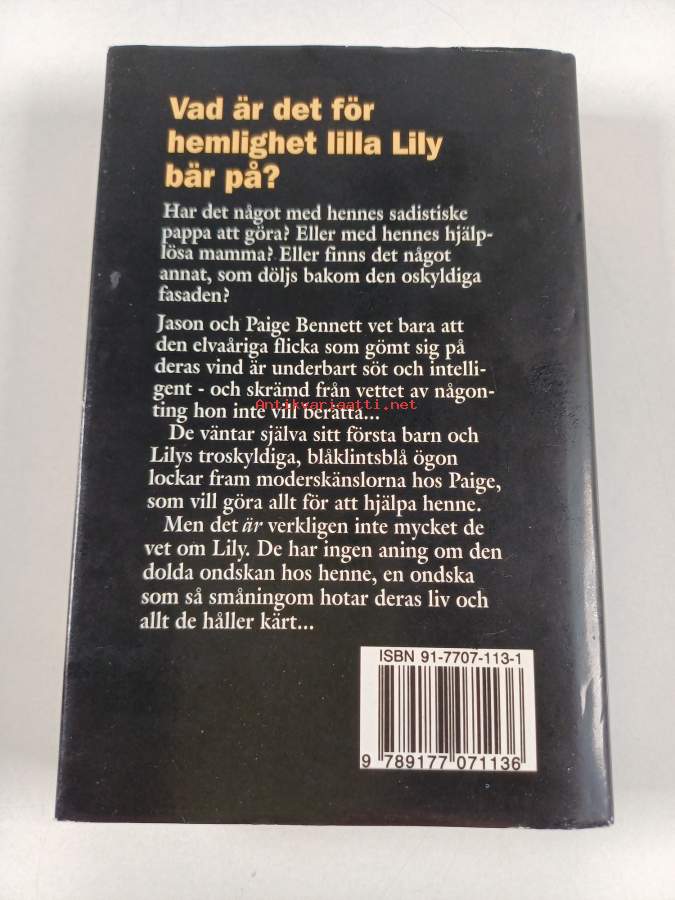 Vad är det för
hemlighet lilla Lily
bär på?
Har det något med hennes sadistiske
pappa att göra? Eller med hennes hjälp-
lösa mamma? Eller finns det något
annat, som döljs bakom den oskyldiga
fasaden?
Jason och Paige Bennett vet bara att
den elvaåriga flicka som gömt sig på
deras vind är underbart söt och intelli-
gent - och skrämd från vettet av någon-
Antikvariaatti.net
ting hon inte vill berätta...
De väntar själva sitt första barn och
Lilys troskyldiga, blåklintsblå ögon
lockar fram moderskänslorna hos Paige,
som vill göra allt för att hjälpa henne.
Men det är verkligen inte mycket de
vet om Lily. De har ingen aning om den
dolda ondskan hos henne, en ondska
som så småningom hotar deras liv och
allt de håller kärt...
ISBN 91-7707-113-1
9 789177 071136